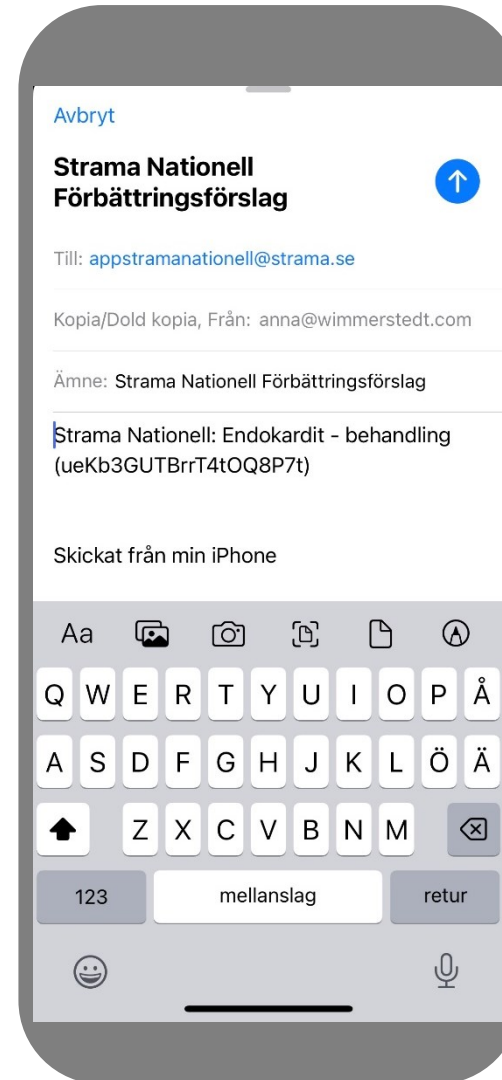 Avbryt
Strama Nationell
Förbättringsförslag
Till: appstramanationell@strama.se
Kopia/Dold kopia, Från: anna@wimmerstedt.com
Ämne: Strama Nationell Förbättringsförslag
Strama Nationell: Endokardit - behandling
(ueKb3GUTBrrT4tOQ8P7t)
Skickat från min iPhone
Aa
Q W E R T Y U I O P Å
A S D F G H J K L Ö Ä
Z X C V B N M
123 mellanslag retur